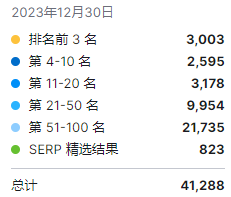 2023年12月30日
排名前 3 名 3,003
第 4-10 名 2,595
第 11-20 名 3,178
第 21-50 名 9,954
第 51-100 名 21,735
SERP 精选结果 823
总计 41,288